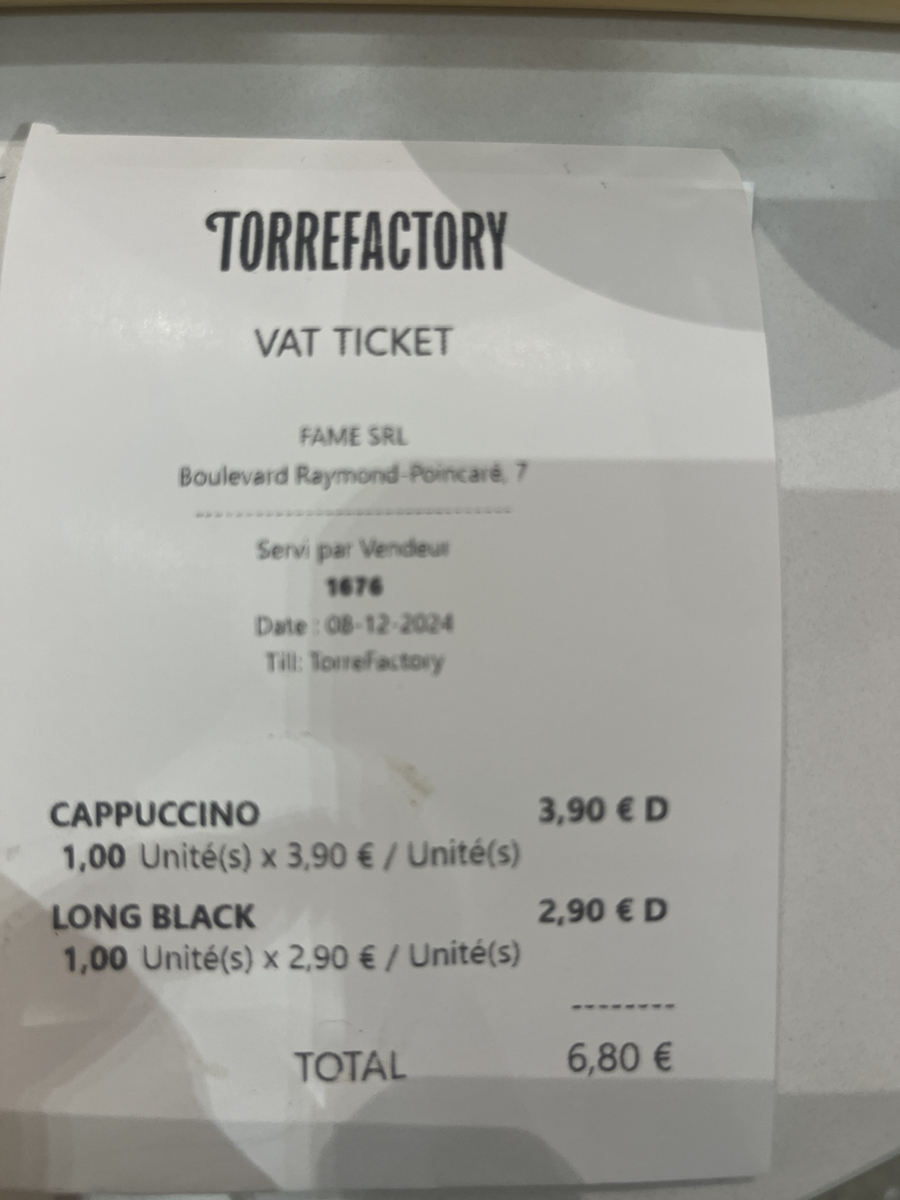 TORREFACTORY
VAT TICKET
FAME SRL
Boulevard Raymond-Poincaré, 7
--------------------------------
Servi par Vendeur
1676
Date : 08-12-2024
Till: TorreFactory
CAPPUCCINO 3,90 € D
1,00 Unité(s) x 3,90 € / Unité(s)
LONG BLACK 2,90 € D
1,00 Unité(s) x 2,90 € / Unité(s)
--------
TOTAL 6,80 €